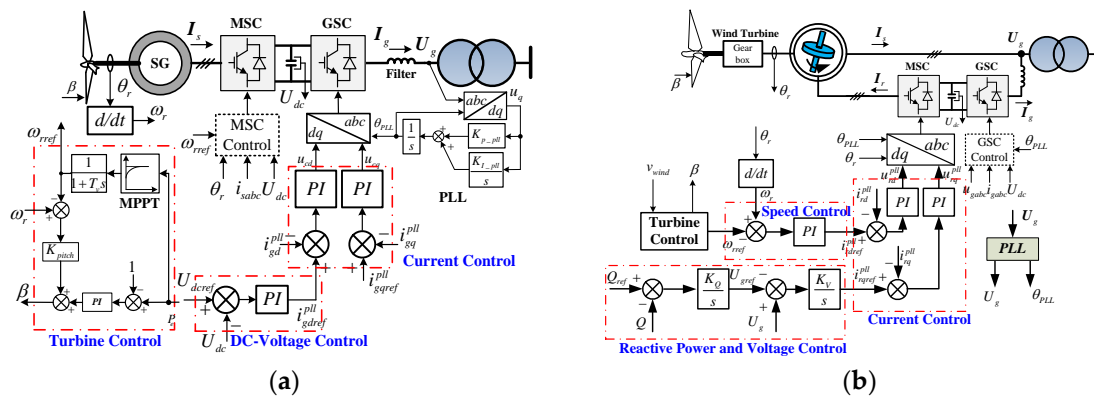 MSC
GSC
I_s
I_g
U_g
SG
Filter
β
θ_r
U_dc
d/dt
ω_r
abc
dq
u_q
ω_rref
MSC
Control
dq
abc
θ_PLL
1/s
K_p_pll
K_I_pll/s
PLL
ω_rref
θ_r
i_sabc
U_dc
u_cd
u_cq
1/(1+T_s s)
MPPT
PI
PI
ω_r
i_gd^pll
i_gq^pll
K_pitch
Current Control
i_gqref^pll
β
PI
1
U_dcref
PI
i_gdref^pll
U_dc
Turbine Control
DC-Voltage Control
(a)
Wind Turbine
Gear
box
β
θ_r
I_s
U_g
MSC
GSC
I_r
U_dc
I_g
θ_PLL
θ_r
dq
abc
GSC
Control
θ_PLL
θ_r
v_wind
β
d/dt
ω_r
u_rd^pll
u_rq^pll
u_gabc
i_gabc
U_dc
Speed Control
i_rd^pll
PI
PI
Turbine
Control
ω_rref
PI
i_rdref^pll
U_g
PLL
U_g
θ_PLL
i_rq^pll
Q_ref
K_Q/s
U_gref
K_V/s
i_rqref^pll
Q
U_g
Current Control
Reactive Power and Voltage Control
(b)